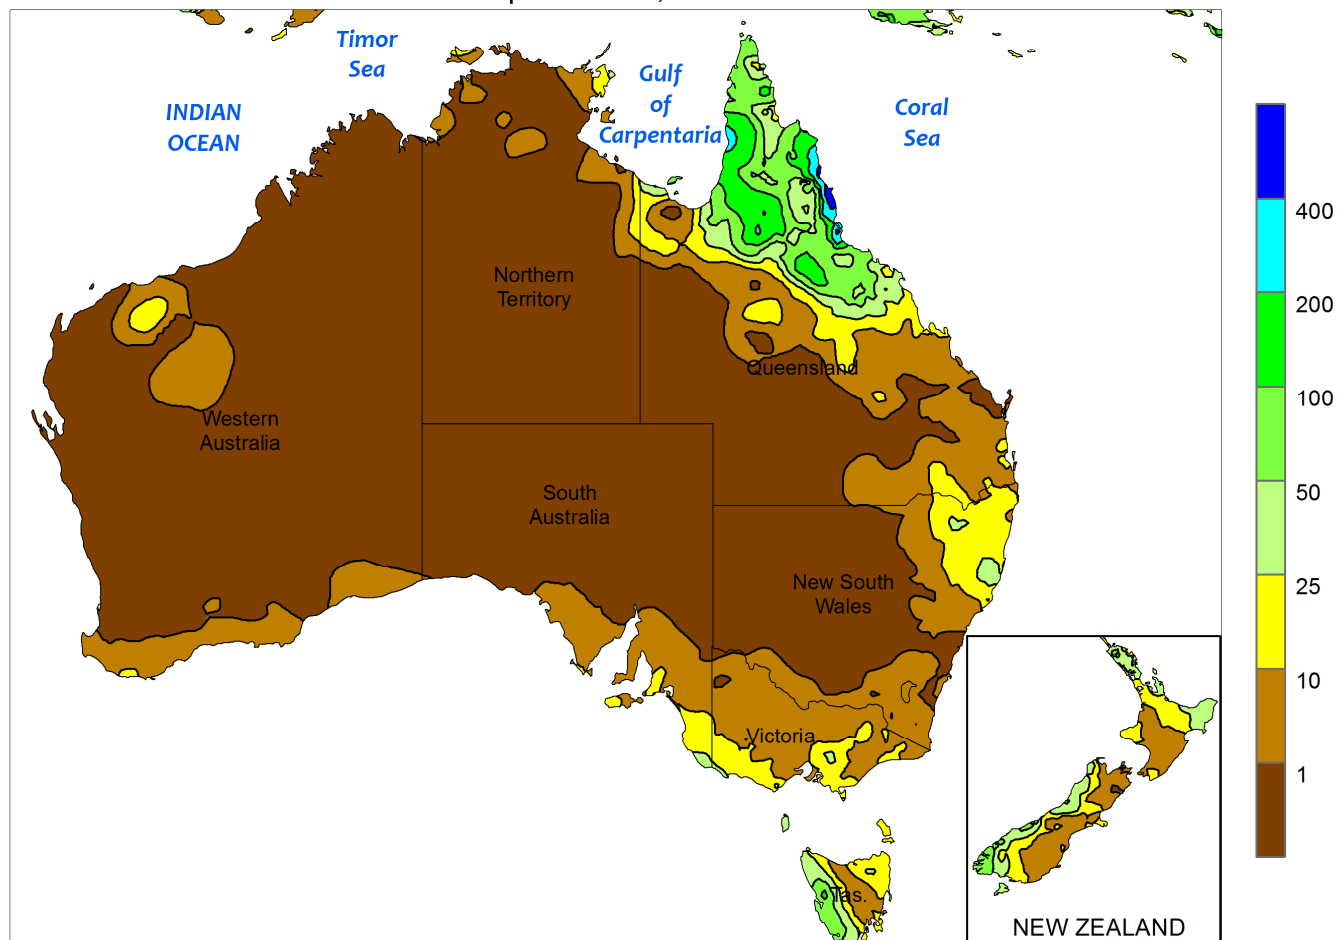 Timor
Sea
Gulf
of
Carpentaria
INDIAN
OCEAN
Coral
Sea
400
200
100
50
25
10
1
Northern
Territory
Queensland
Western
Australia
South
Australia
New South
Wales
Victoria
Tas.
NEW ZEALAND